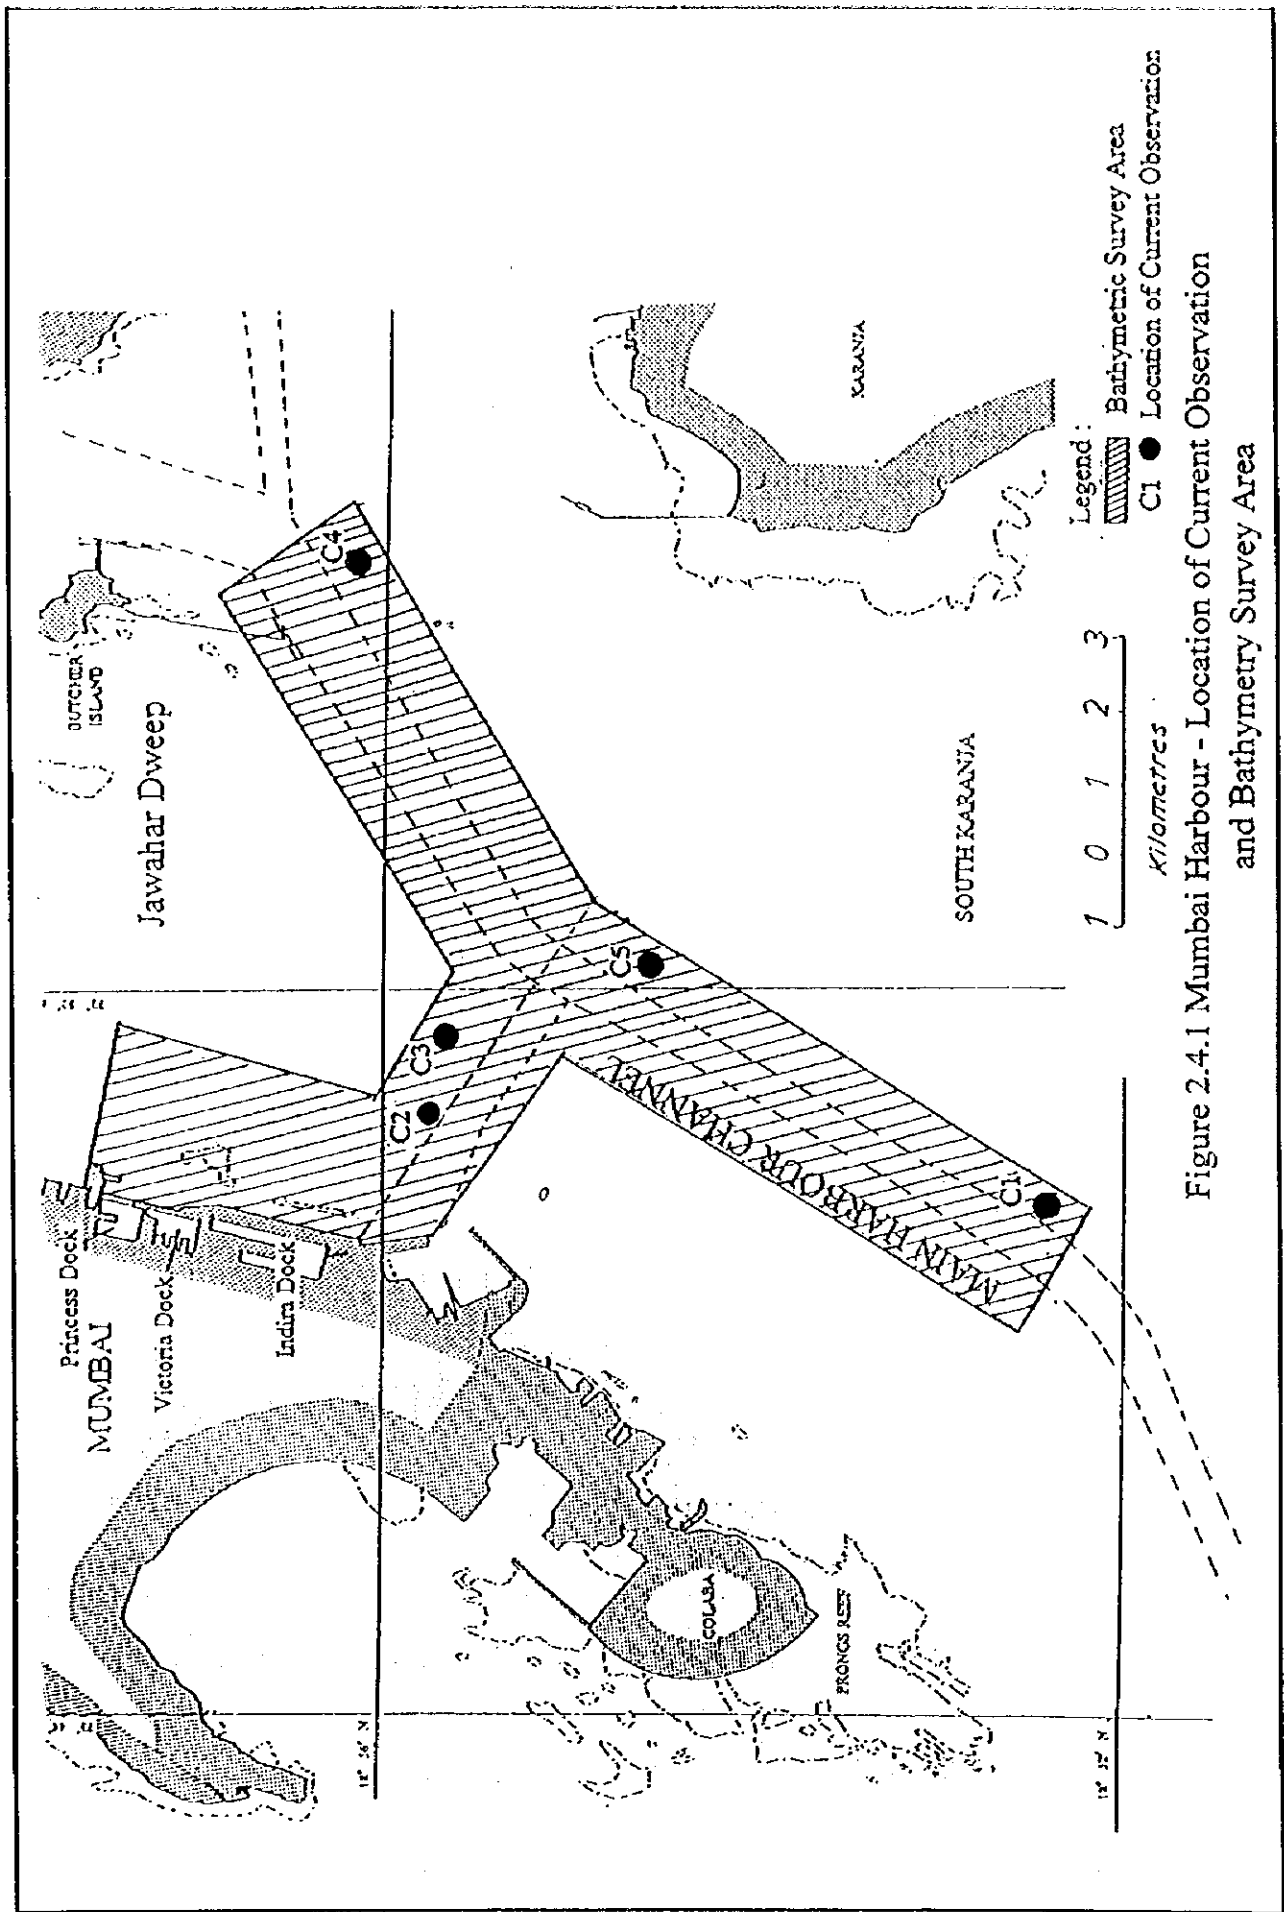 Princess Dock
MUMBAI
Victoria Dock
Indira Dock
BUTCHER
ISLAND
Jawahar Dweep
C4
C3
C2
C5
C1
MAIN HARBOUR CHANNEL
COLABA
PRONGS REEF
SOUTH KARANJA
KARANJA
1 0 1 2 3
Kilometres
Legend :
Bathymetric Survey Area
C1 Location of Current Observation
Figure 2.4.1 Mumbai Harbour - Location of Current Observation
and Bathymetry Survey Area